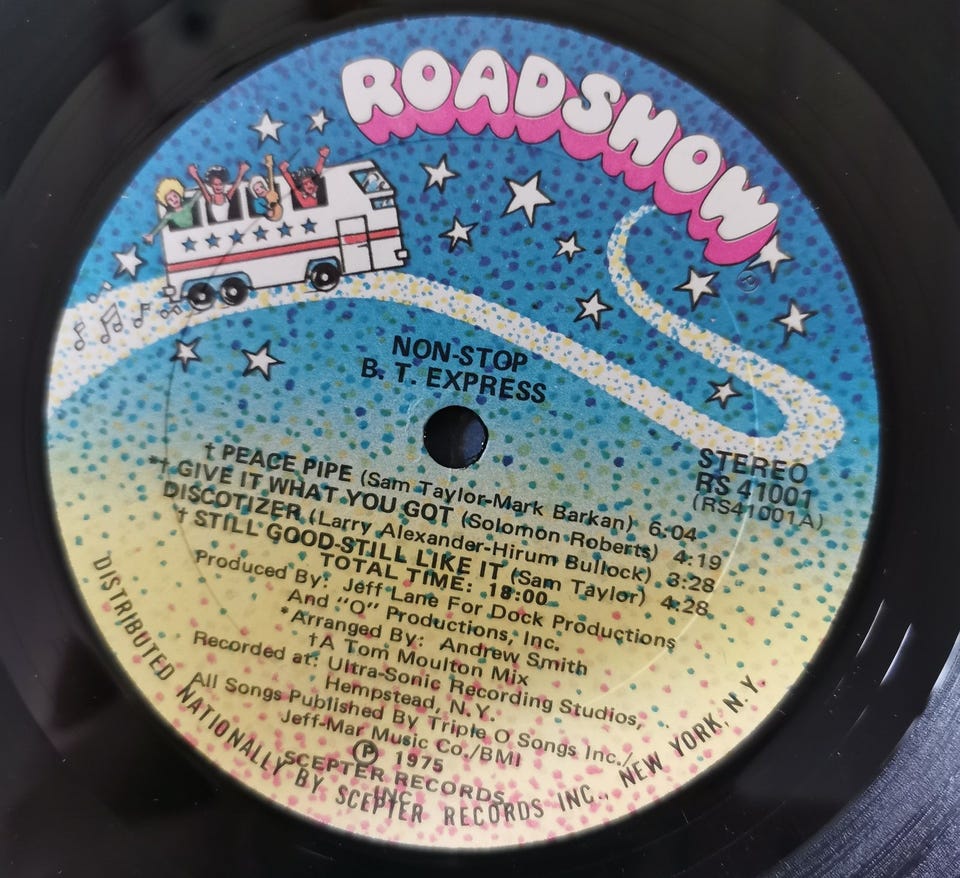 ROADSHOW
NON-STOP
B. T. EXPRESS
STEREO
RS 41001
(RS41001A)
† PEACE PIPE (Sam Taylor-Mark Barkan) 6:04
*† GIVE IT WHAT YOU GOT (Solomon Roberts) 4:19
DISCOTIZER (Larry Alexander-Hirum Bullock) 3:28
† STILL GOOD-STILL LIKE IT (Sam Taylor) 4:28
TOTAL TIME: 18:00
Produced By: Jeff Lane For Dock Productions
And "O" Productions, Inc.
*Arranged By: Andrew Smith
†A Tom Moulton Mix
Recorded at: Ultra-Sonic Recording Studios,
Hempstead, N.Y.
All Songs Published By Triple O Songs Inc./
Jeff-Mar Music Co./BMI
Ⓟ 1975
SCEPTER RECORDS
INC.
DISTRIBUTED NATIONALLY BY SCEPTER RECORDS INC., NEW YORK, N.Y.